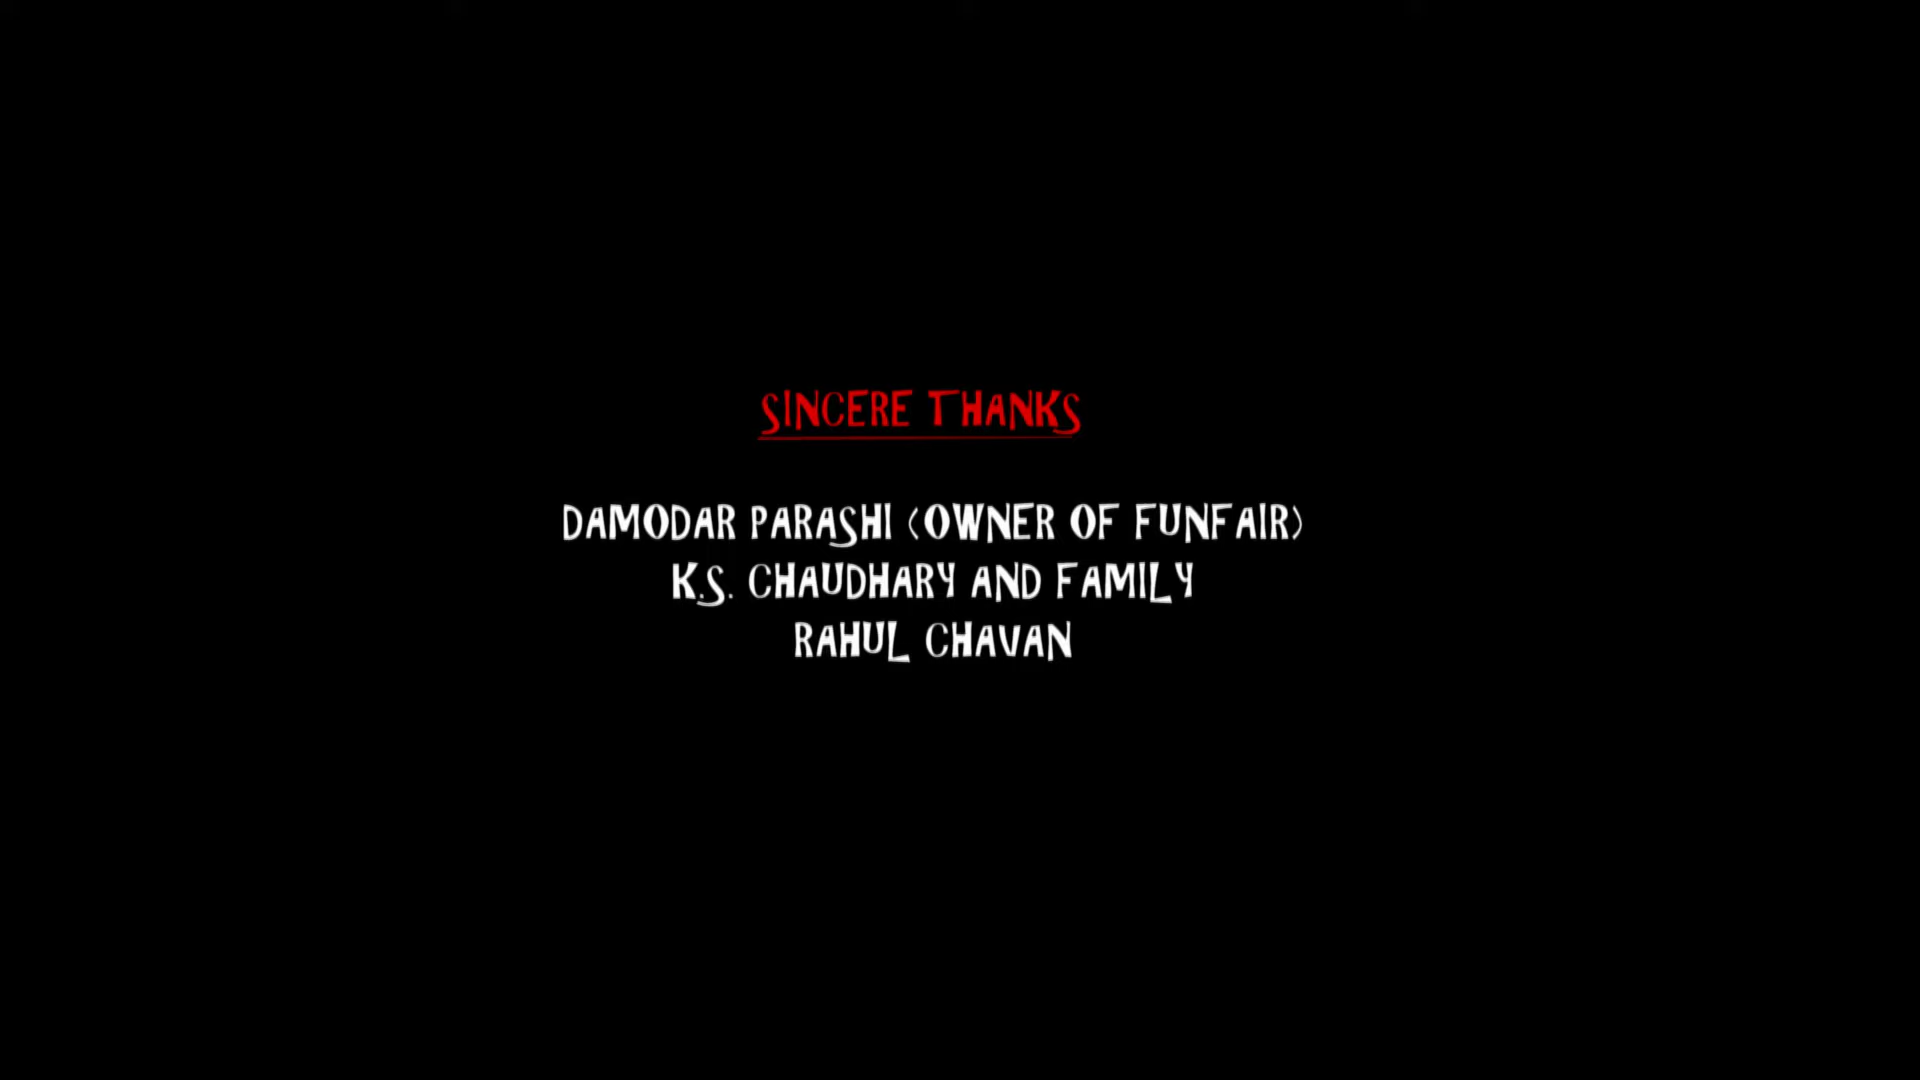 SINCERE THANKS
DAMODAR PARASHI (OWNER OF FUNFAIR)
K.S. CHAUDHARY AND FAMILY
RAHUL CHAVAN